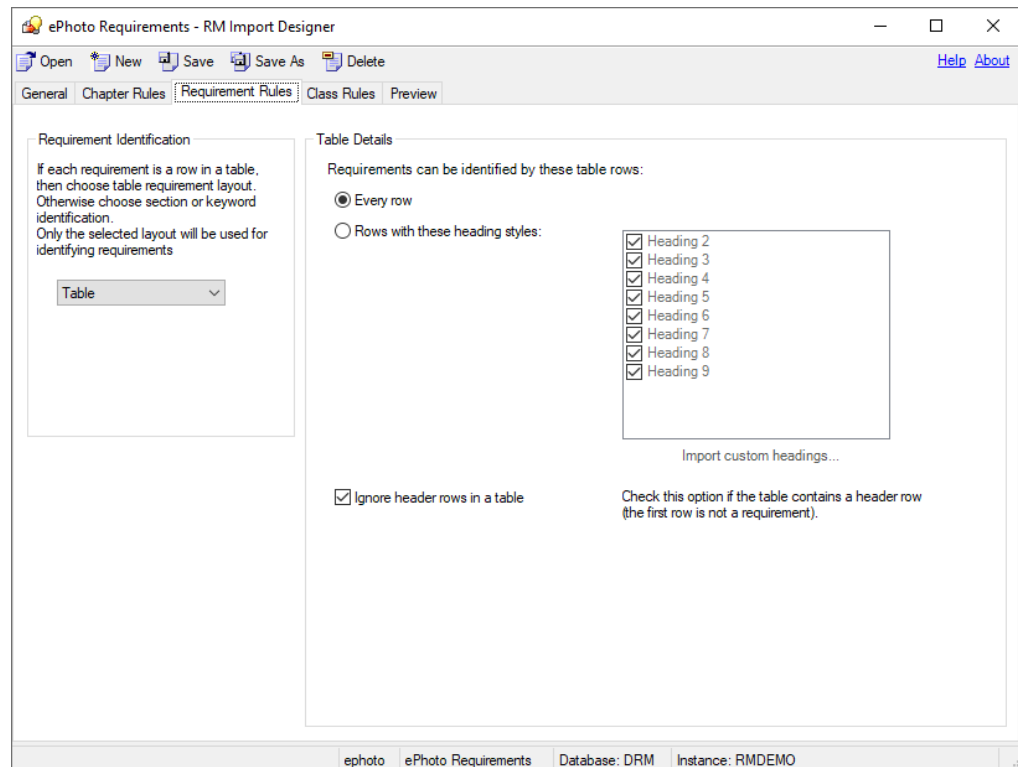 ePhoto Requirements - RM Import Designer
Open New Save Save As Delete Help About
General Chapter Rules Requirement Rules Class Rules Preview
Requirement Identification
If each requirement is a row in a table,
then choose table requirement layout.
Otherwise choose section or keyword
identification.
Only the selected layout will be used for
identifying requirements
Table
Table Details
Requirements can be identified by these table rows:
Every row
Rows with these heading styles:
Heading 2
Heading 3
Heading 4
Heading 5
Heading 6
Heading 7
Heading 8
Heading 9
Import custom headings...
Ignore header rows in a table
Check this option if the table contains a header row
(the first row is not a requirement).
ephoto ePhoto Requirements Database: DRM Instance: RMDEMO